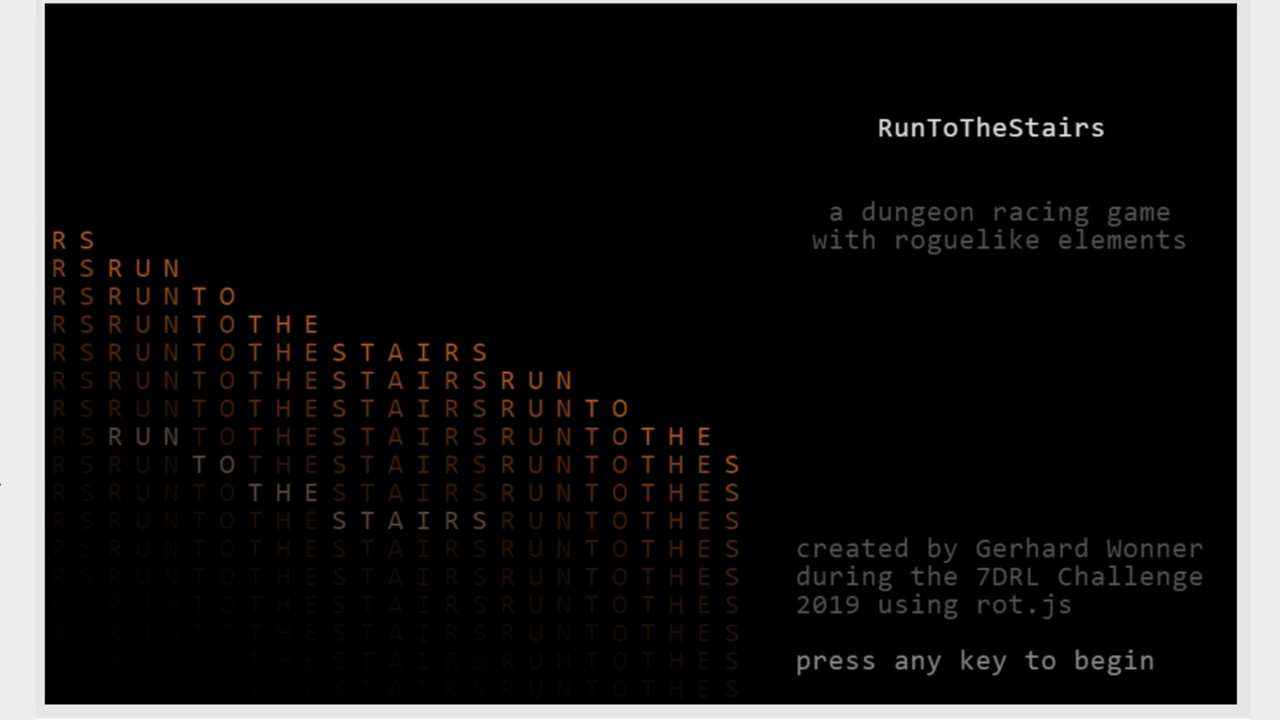 RunToTheStairs
a dungeon racing game
with roguelike elements
R S
R S R U N
R S R U N T O
R S R U N T O T H E
R S R U N T O T H E S T A I R S
R S R U N T O T H E S T A I R S R U N
R S R U N T O T H E S T A I R S R U N T O
R S R U N T O T H E S T A I R S R U N T O T H E
R S R U N T O T H E S T A I R S R U N T O T H E S
R S R U N T O T H E S T A I R S R U N T O T H E S
R S R U N T O T H E S T A I R S R U N T O T H E S
R S R U N T O T H E S T A I R S R U N T O T H E S
R S R U N T O T H E S T A I R S R U N T O T H E S
R S R U N T O T H E S T A I R S R U N T O T H E S
R U N T O T H E S T A I R S R U N T O T H E S
T H E S T A I R S R U N T O T H E S
S T A I R S R U N T O T H E S
created by Gerhard Wonner
during the 7DRL Challenge
2019 using rot.js
press any key to begin